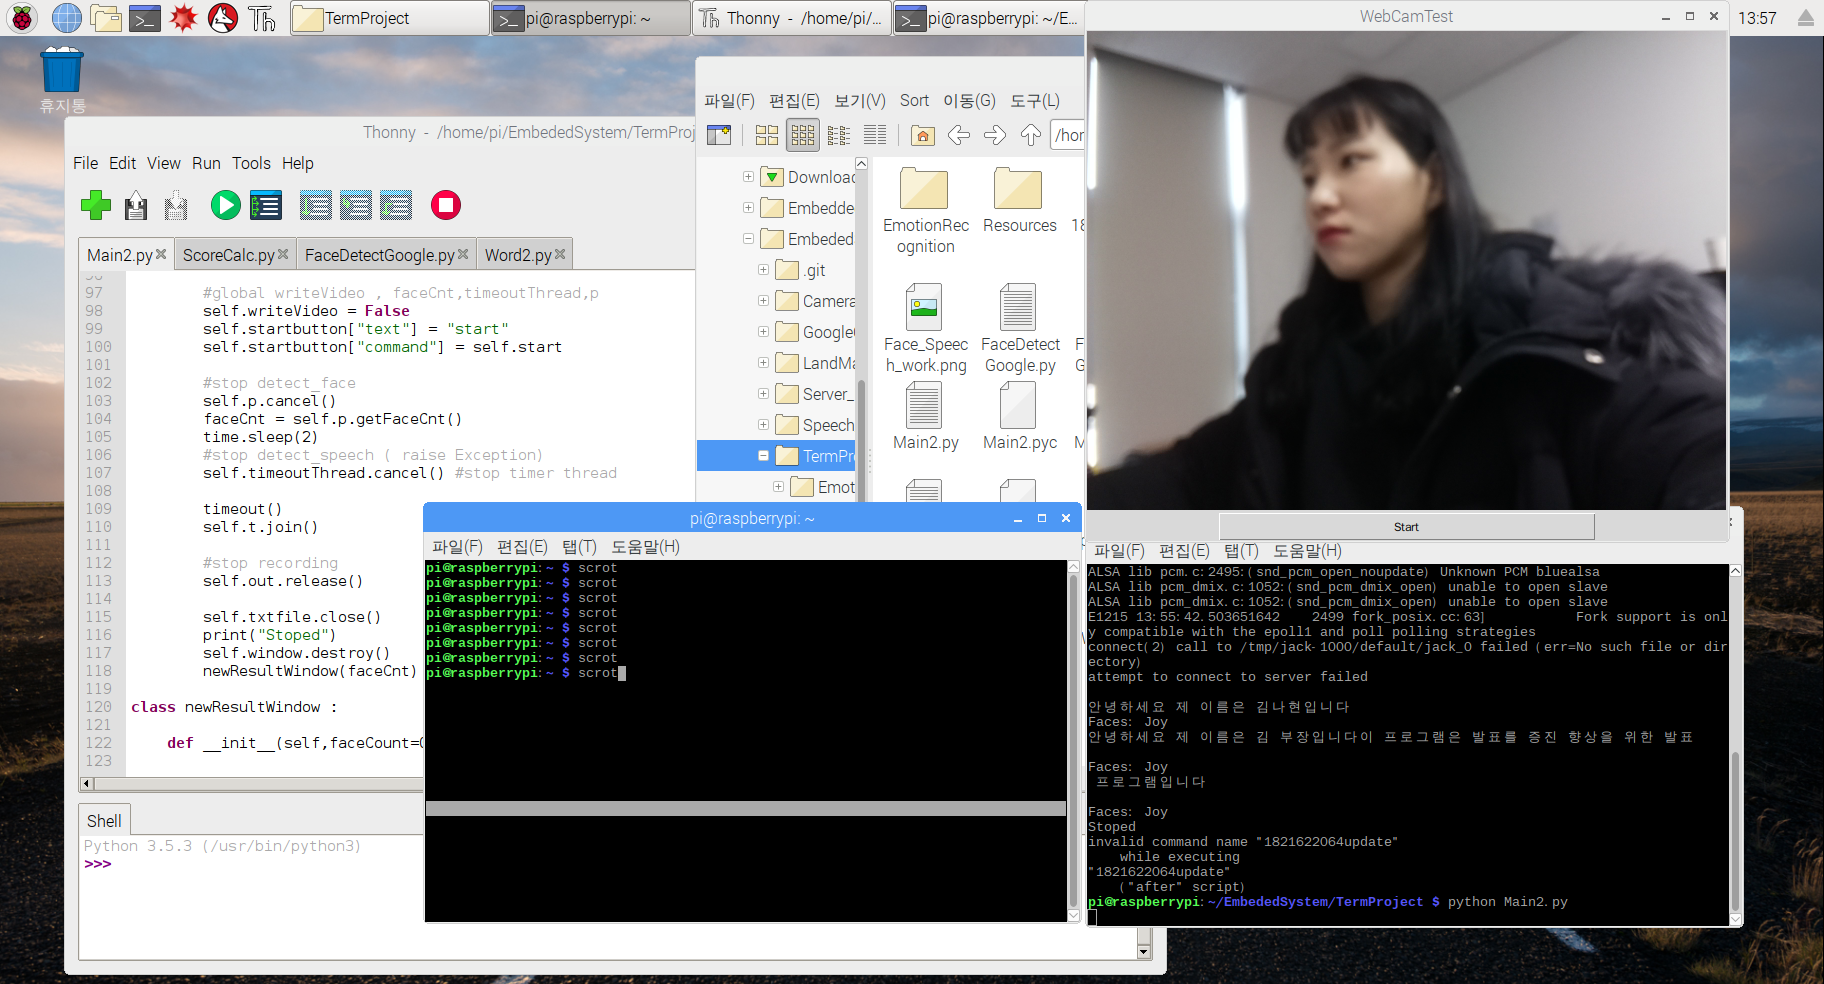 TermProject
pi@raspberrypi: ~
Thonny - /home/pi/...
pi@raspberrypi: ~/E...
WebCamTest
13:57
휴지통
Thonny - /home/pi/EmbededSystem/TermProj
File Edit View Run Tools Help
Main2.py
ScoreCalc.py
FaceDetectGoogle.py
Word2.py
96
97 #global writeVideo , faceCnt,timeoutThread,p
98 self.writeVideo = False
99 self.startbutton["text"] = "start"
100 self.startbutton["command"] = self.start
101
102 #stop detect_face
103 self.p.cancel()
104 faceCnt = self.p.getFaceCnt()
105 time.sleep(2)
106 #stop detect_speech ( raise Exception)
107 self.timeoutThread.cancel() #stop timer thread
108
109 timeout()
110 self.t.join()
111
112 #stop recording
113 self.out.release()
114
115 self.txtfile.close()
116 print("Stoped")
117 self.window.destroy()
118 newResultWindow(faceCnt)
119
120 class newResultWindow :
121
122 def __init__(self,faceCount=
123
Shell
Python 3.5.3 (/usr/bin/python3)
>>>
파일(F) 편집(E) 보기(V) Sort 이동(G) 도구(L)
/hom
Downloac
Embedde
Embeded
.git
Camera
Google
LandMa
Server_
Speech
TermPr
Emot
EmotionRec
ognition
Resources
18
Face_Speec
h_work.png
FaceDetect
Google.py
Main2.py
Main2.pyc
pi@raspberrypi: ~
파일(F) 편집(E) 탭(T) 도움말(H)
pi@raspberrypi:~ $ scrot
pi@raspberrypi:~ $ scrot
pi@raspberrypi:~ $ scrot
pi@raspberrypi:~ $ scrot
pi@raspberrypi:~ $ scrot
pi@raspberrypi:~ $ scrot
pi@raspberrypi:~ $ scrot
pi@raspberrypi:~ $ scrot
Start
파일(F) 편집(E) 탭(T) 도움말(H)
ALSA lib pcm.c:2495:(snd_pcm_open_noupdate) Unknown PCM bluealsa
ALSA lib pcm_dmix.c:1052:(snd_pcm_dmix_open) unable to open slave
ALSA lib pcm_dmix.c:1052:(snd_pcm_dmix_open) unable to open slave
E1215 13:55:42.503651642 2499 fork_posix.cc:63] Fork support is onl
y compatible with the epoll1 and poll polling strategies
connect(2) call to /tmp/jack-1000/default/jack_0 failed (err=No such file or dir
ectory)
attempt to connect to server failed
안녕하세요 제 이름은 김나현입니다
Faces: Joy
안녕하세요 제 이름은 김 부장입니다이 프로그램은 발표를 증진 향상을 위한 발표
Faces: Joy
프로그램입니다
Faces: Joy
Stoped
invalid command name "1821622064update"
while executing
"1821622064update"
("after" script)
pi@raspberrypi:~/EmbededSystem/TermProject $ python Main2.py